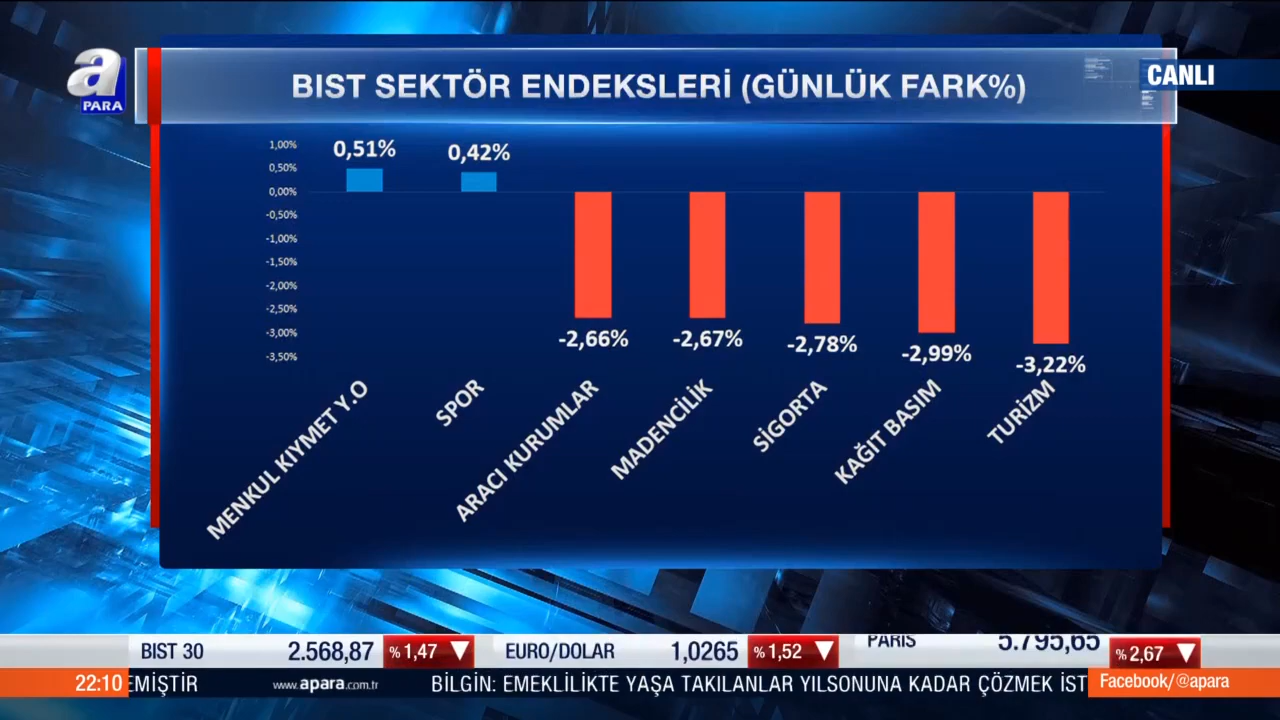 a
PARA
BIST SEKTÖR ENDEKSLERİ (GÜNLÜK FARK%)
CANLI
1,00%
0,50%
0,00%
-0,50%
-1,00%
-1,50%
-2,00%
-2,50%
-3,00%
-3,50%
0,51%
0,42%
-2,66%
-2,67%
-2,78%
-2,99%
-3,22%
MENKUL KIYMET Y.O
SPOR
ARACI KURUMLAR
MADENCİLİK
SİGORTA
KAĞIT BASIM
TURİZM
BIST 30 2.568,87 %1,47
EURO/DOLAR 1,0265 %1,52
PARIS 5.795,65 %2,67
22:10
EMİŞTİR www.apara.com.tr BİLGİN: EMEKLİLİKTE YAŞA TAKILANLAR YILSONUNA KADAR ÇÖZMEK İST
Facebook/@apara